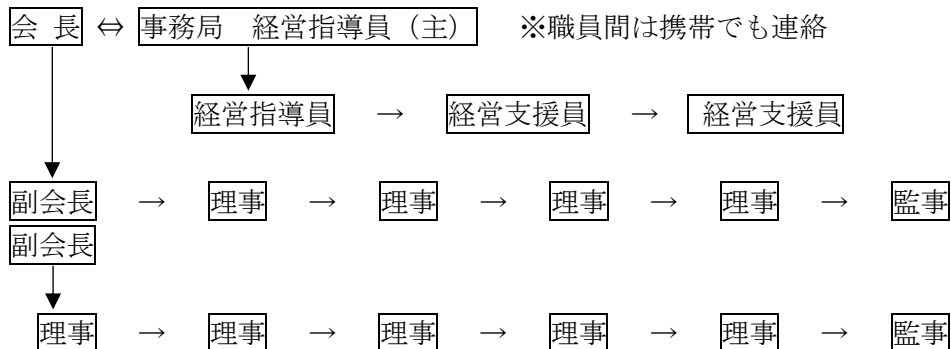 会 長 ⇔ 事務局　経営指導員（主）　※職員間は携帯でも連絡
経営指導員 → 経営支援員 → 経営支援員
副会長 → 理事 → 理事 → 理事 → 理事 → 監事
副会長
理事 → 理事 → 理事 → 理事 → 理事 → 監事